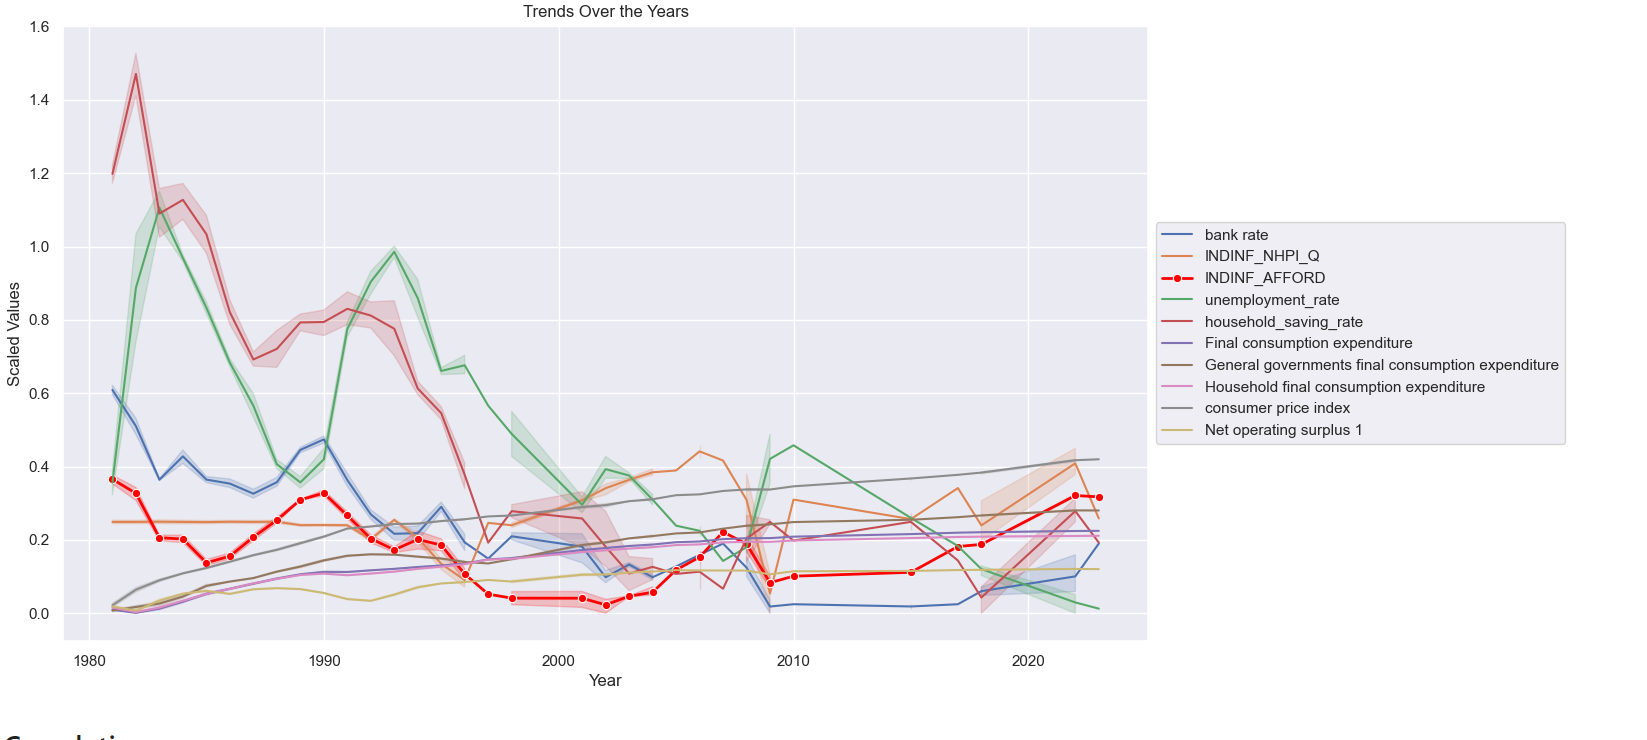 Trends Over the Years
1.6
1.4
1.2
1.0
0.8
0.6
0.4
0.2
0.0
Scaled Values
1980
1990
2000
2010
2020
Year
bank rate
INDINF_NHPI_Q
INDINF_AFFORD
unemployment_rate
household_saving_rate
Final consumption expenditure
General governments final consumption expenditure
Household final consumption expenditure
consumer price index
Net operating surplus 1